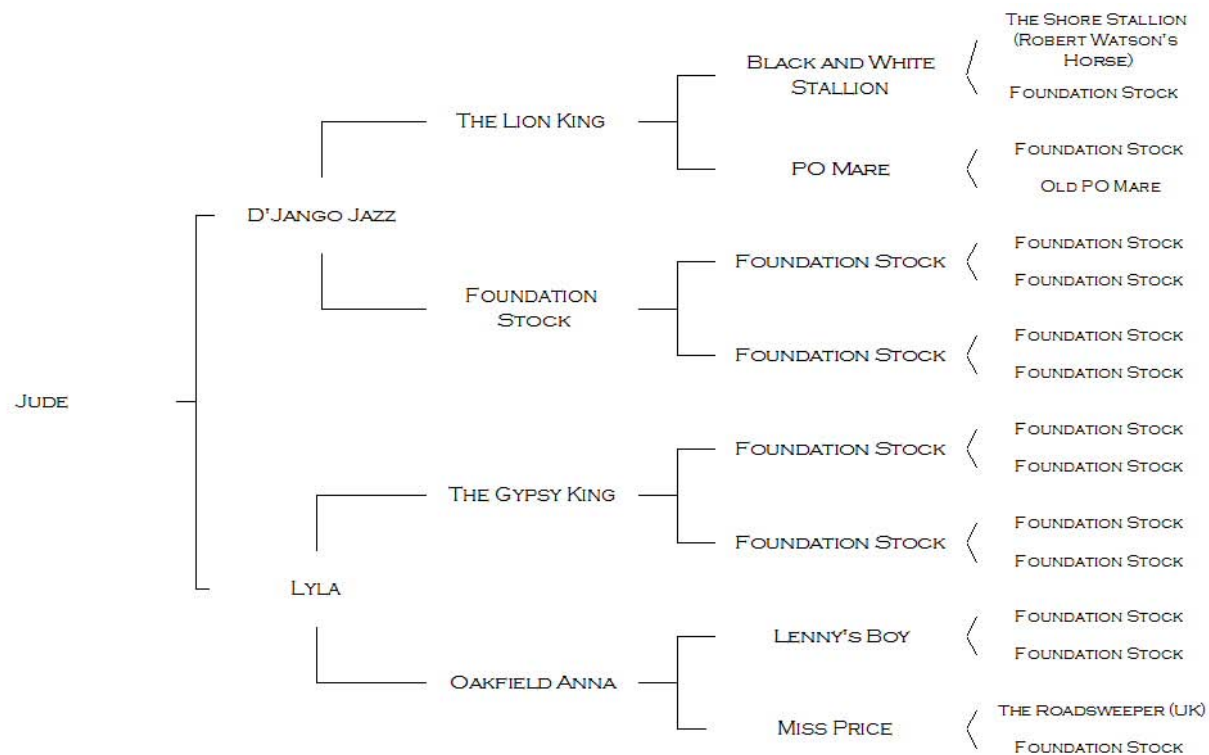 The Shore Stallion
(Robert Watson's
Horse)
Black and White
Stallion
Foundation Stock
The Lion King
Foundation Stock
PO Mare
Old PO Mare
D'Jango Jazz
Foundation Stock
Foundation Stock
Foundation Stock
Foundation
Stock
Foundation Stock
Foundation Stock
Foundation Stock
Jude
Foundation Stock
Foundation Stock
Foundation Stock
The Gypsy King
Foundation Stock
Foundation Stock
Foundation Stock
Lyla
Foundation Stock
Lenny's Boy
Foundation Stock
Oakfield Anna
The Roadsweeper (UK)
Miss Price
Foundation Stock